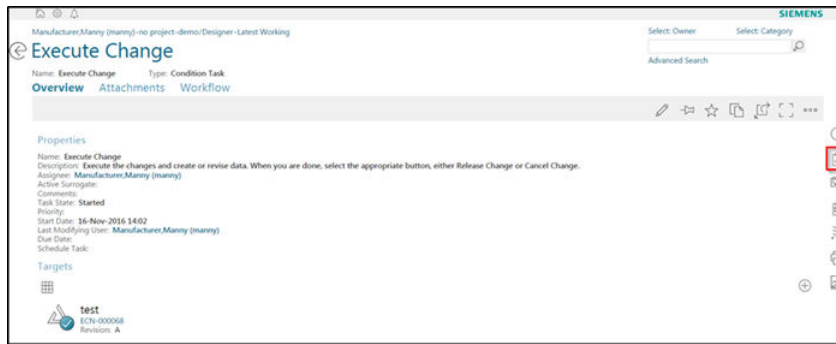 SIEMENS
Manufacturer,Manny (manny)-no project-demo/Designer-Latest Working
Select: Owner
Select: Category
Execute Change
Advanced Search
Name: Execute Change
Type: Condition Task
Overview
Attachments
Workflow
Properties
Name: Execute Change
Description: Execute the changes and create or revise data. When you are done, select the appropriate button, either Release Change or Cancel Change.
Assignee: Manufacturer,Manny (manny)
Active Surrogate:
Comments:
Task State: Started
Priority:
Start Date: 16-Nov-2016 14:02
Last Modifying User: Manufacturer,Manny (manny)
Due Date:
Schedule Task:
Targets
test
ECN-000068
Revision: A